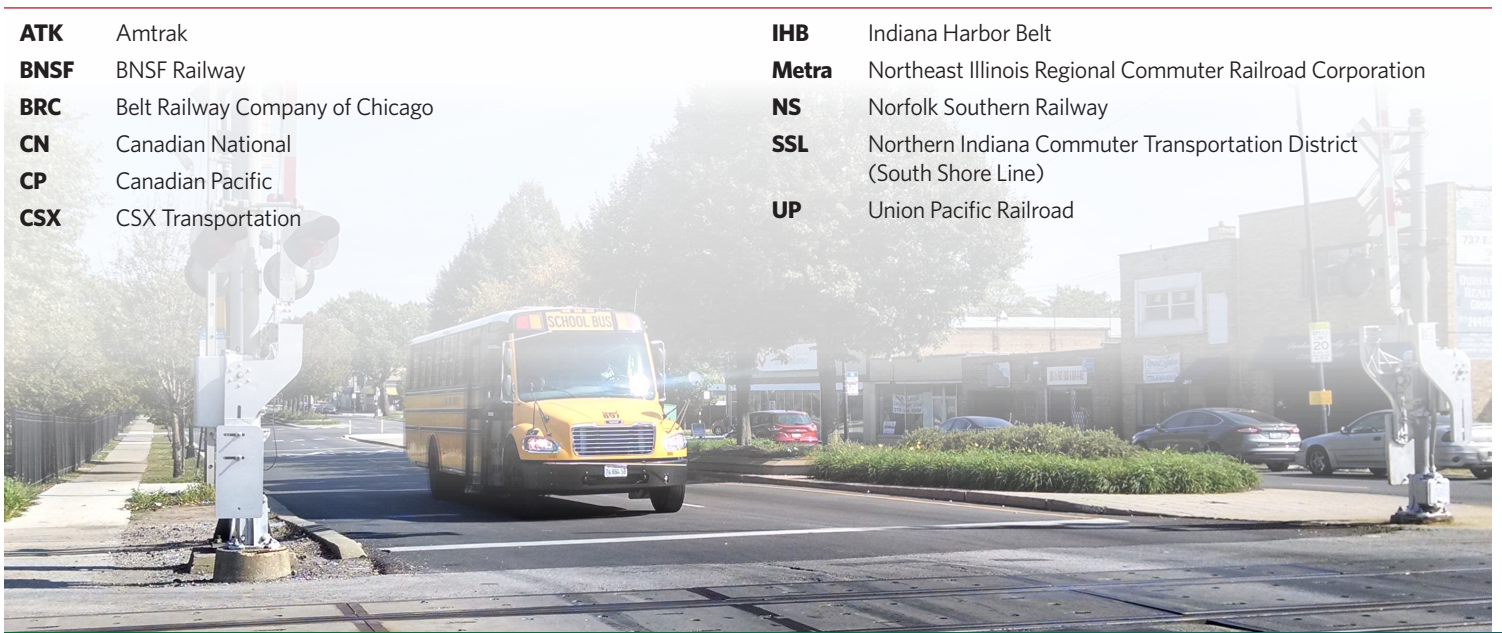 ATK Amtrak
BNSF BNSF Railway
BRC Belt Railway Company of Chicago
CN Canadian National
CP Canadian Pacific
CSX CSX Transportation
IHB Indiana Harbor Belt
Metra Northeast Illinois Regional Commuter Railroad Corporation
NS Norfolk Southern Railway
SSL Northern Indiana Commuter Transportation District
(South Shore Line)
UP Union Pacific Railroad
SCHOOL BUS
20